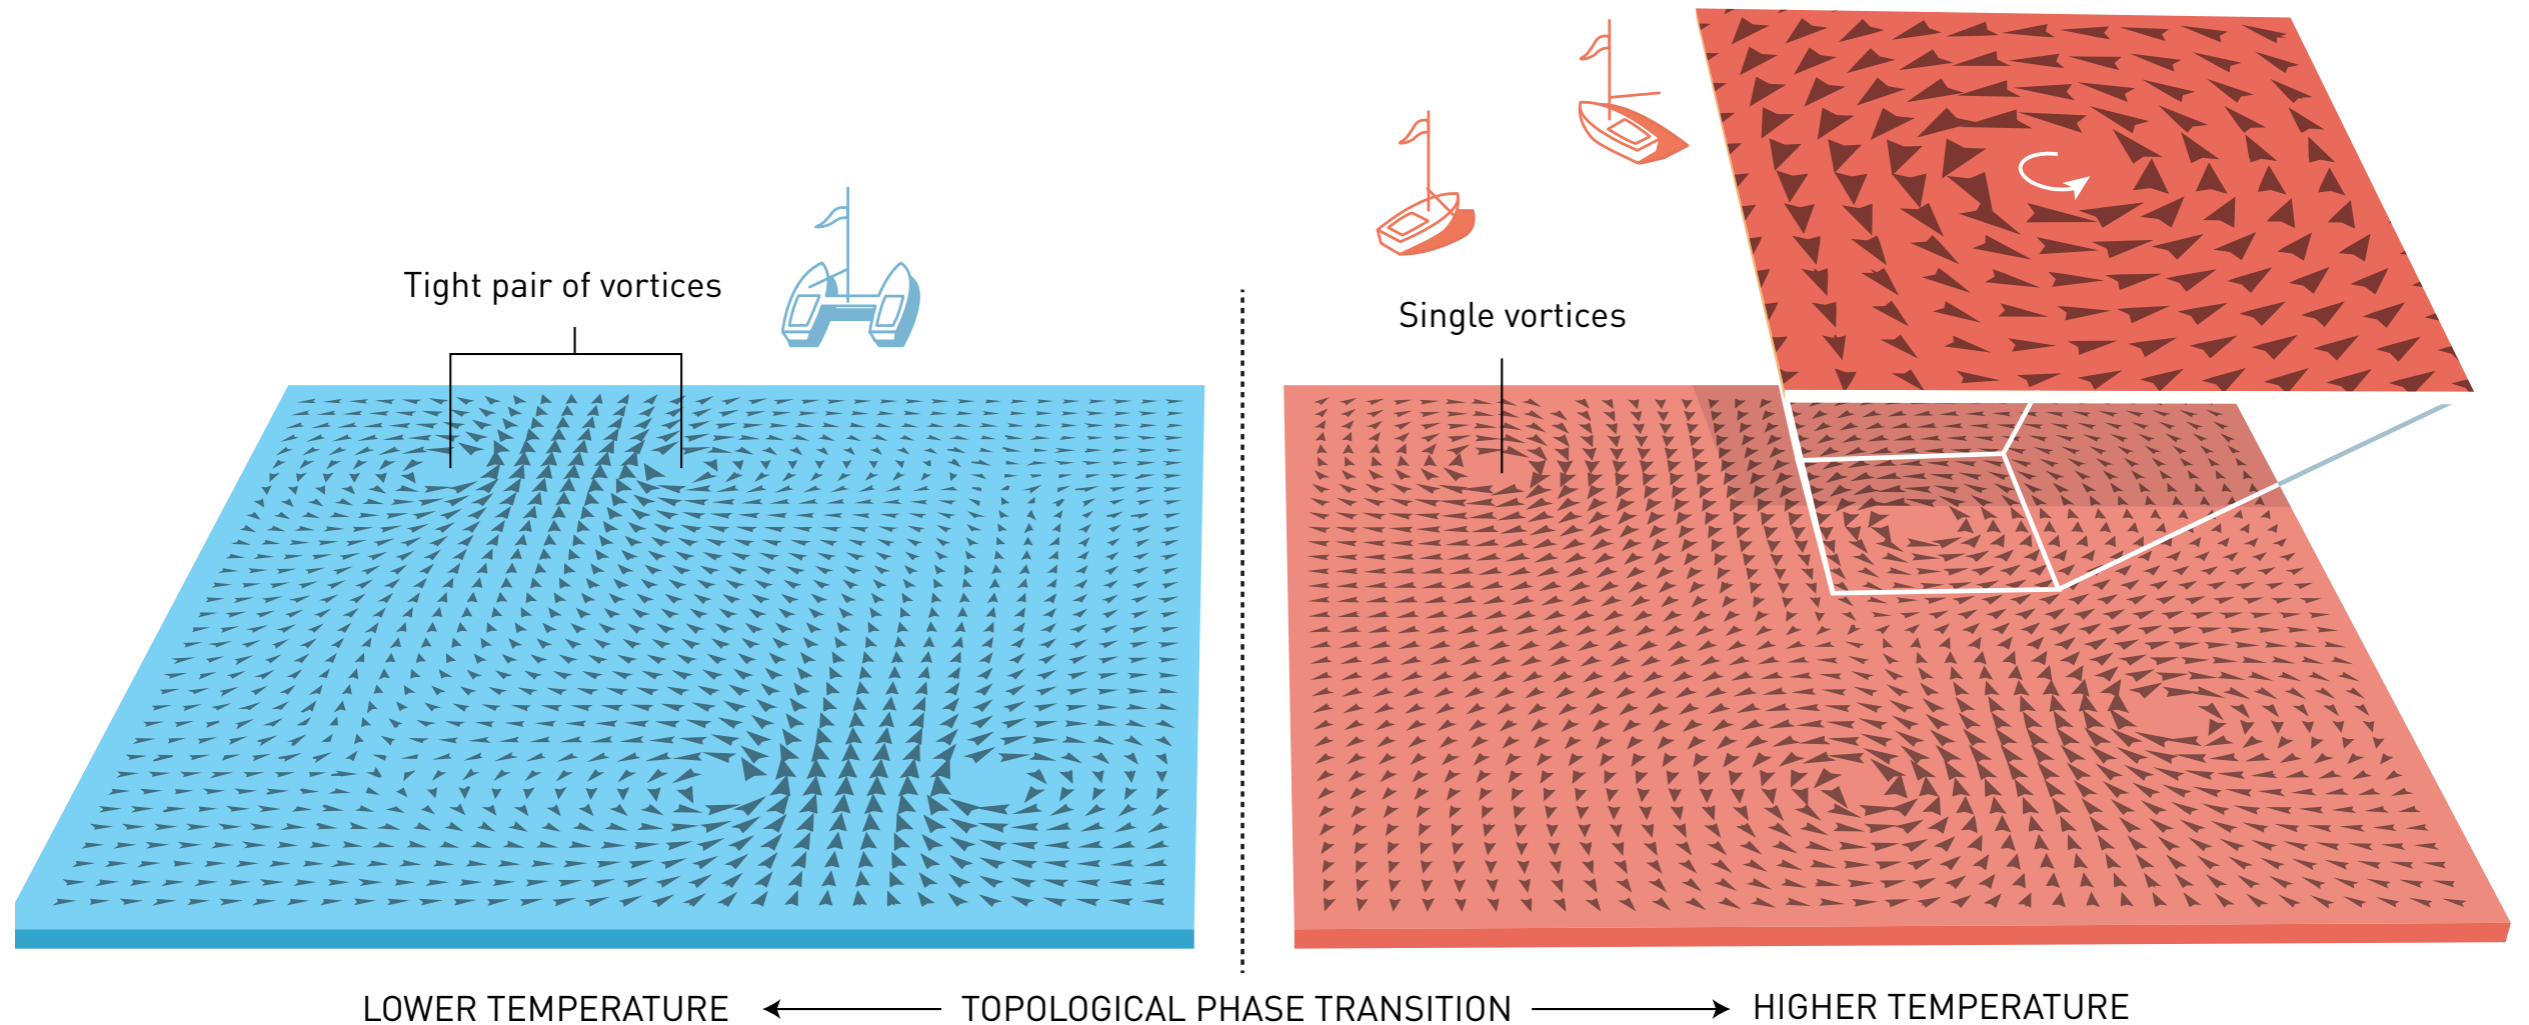 Tight pair of vortices
Single vortices
LOWER TEMPERATURE
TOPOLOGICAL PHASE TRANSITION
HIGHER TEMPERATURE